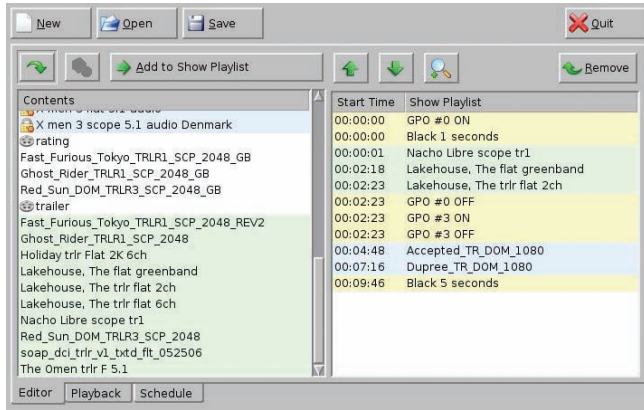 New Open Save Quit
Add to Show Playlist Remove
Contents
X men 3 flat 5.1 audio
X men 3 scope 5.1 audio Denmark
rating
Fast_Furious_Tokyo_TRLR1_SCP_2048_GB
Ghost_Rider_TRLR1_SCP_2048_GB
Red_Sun_DOM_TRLR3_SCP_2048_GB
trailer
Fast_Furious_Tokyo_TRLR1_SCP_2048_REV2
Ghost_Rider_TRLR1_SCP_2048
Holiday trlr Flat 2K 6ch
Lakehouse, The flat greenband
Lakehouse, The trlr flat 2ch
Lakehouse, The trlr flat 6ch
Nacho Libre scope tr1
Red_Sun_DOM_TRLR3_SCP_2048
soap_dci_trlr_v1_txtd_flt_052506
The Omen trlr F 5.1
Start Time Show Playlist
00:00:00 GPO #0 ON
00:00:00 Black 1 seconds
00:00:01 Nacho Libre scope tr1
00:02:18 Lakehouse, The flat greenband
00:02:23 Lakehouse, The trlr flat 2ch
00:02:23 GPO #0 OFF
00:02:23 GPO #3 ON
00:02:23 GPO #3 OFF
00:04:48 Accepted_TR_DOM_1080
00:07:16 Dupree_TR_DOM_1080
00:09:46 Black 5 seconds
Editor Playback Schedule